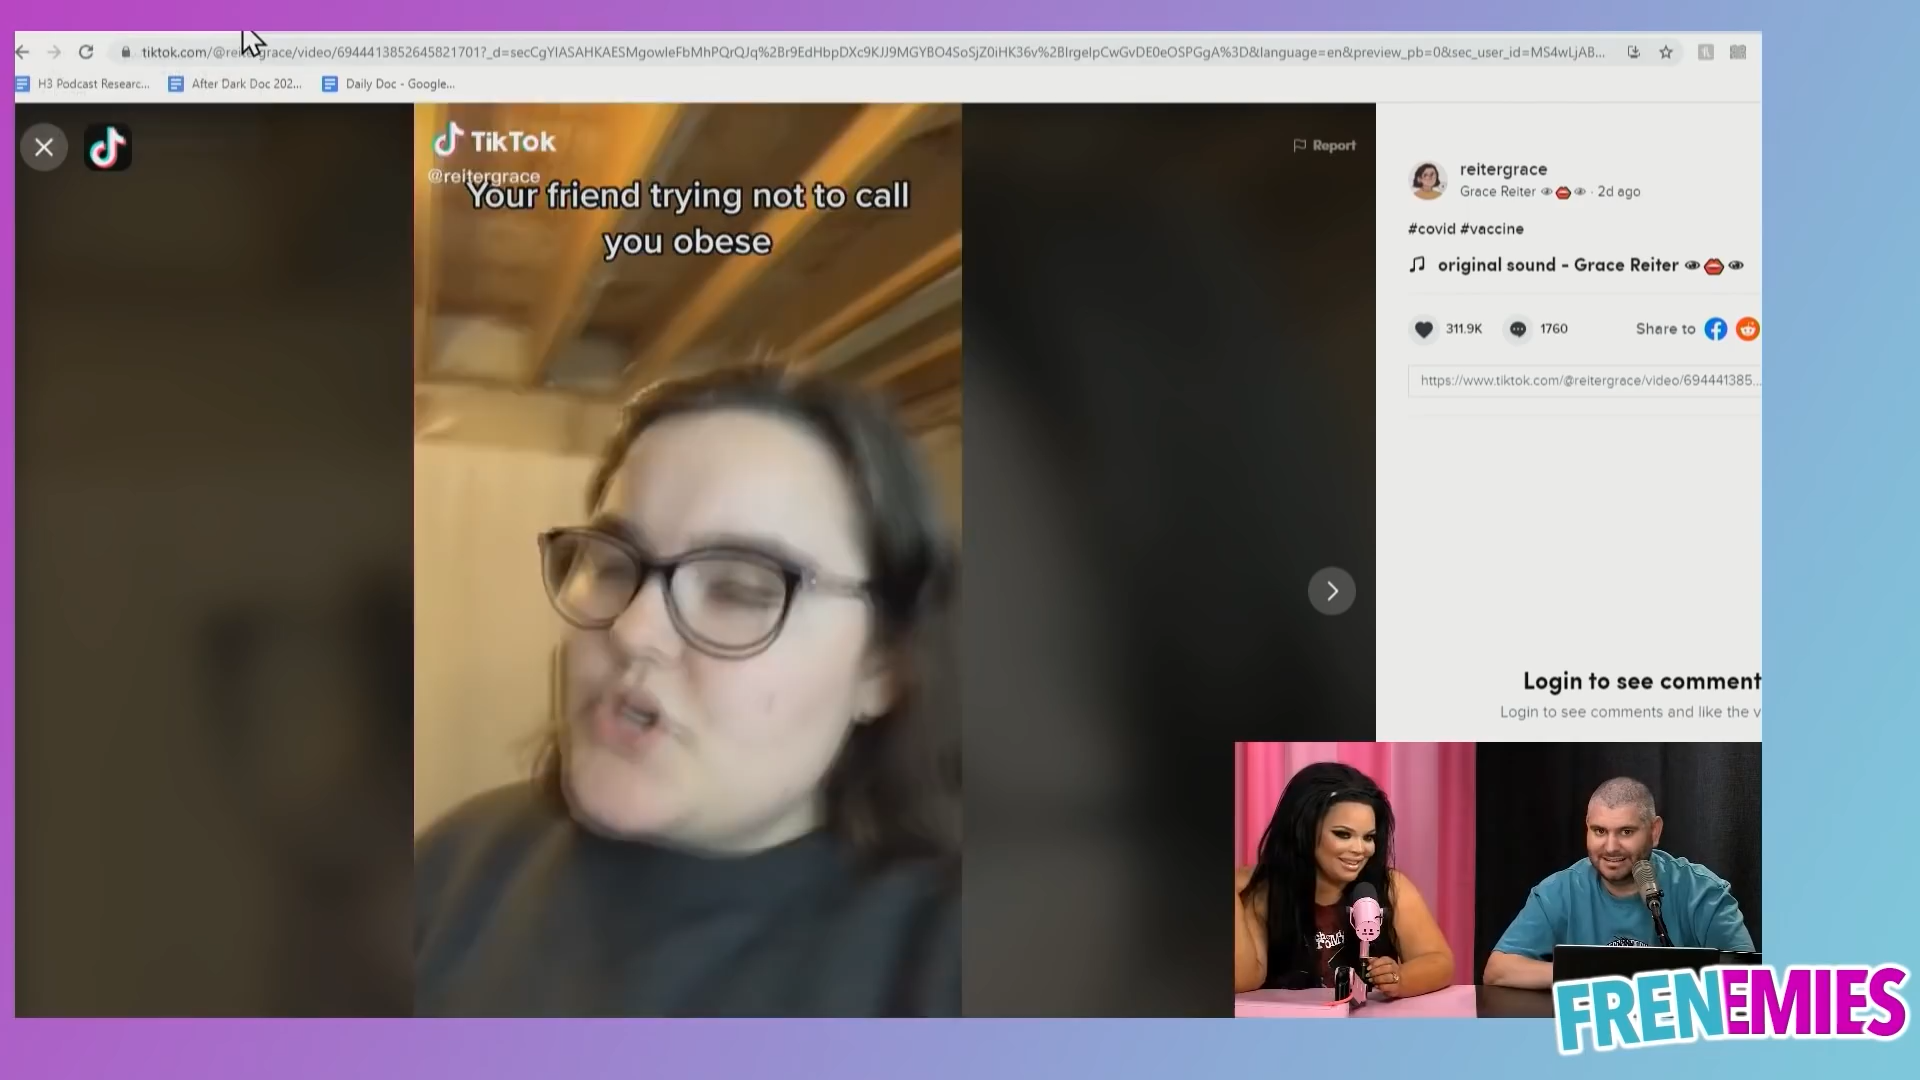 tiktok.com/@reitergrace/video/6944413852645821701?_d=secCgYIASAHKAESMgowleFbMhPQrQJq%2Br9EdHbpDXc9KJJ9MGYBO4SoSjZ0iHK36v%2BIrgelpCwGvDE0eOSPGgA%3D&language=en&preview_pb=0&sec_user_id=MS4wLjAB...
H3 Podcast Researc...
After Dark Doc 202...
Daily Doc - Google...
TikTok
@reitergrace
Your friend trying not to call
you obese
Report
reitergrace
Grace Reiter 👁️👄👁️ · 2d ago
#covid #vaccine
original sound - Grace Reiter 👁️👄👁️
311.9K
1760
Share to
https://www.tiktok.com/@reitergrace/video/694441385...
Login to see comment
Login to see comments and like the v
FRENEMIES